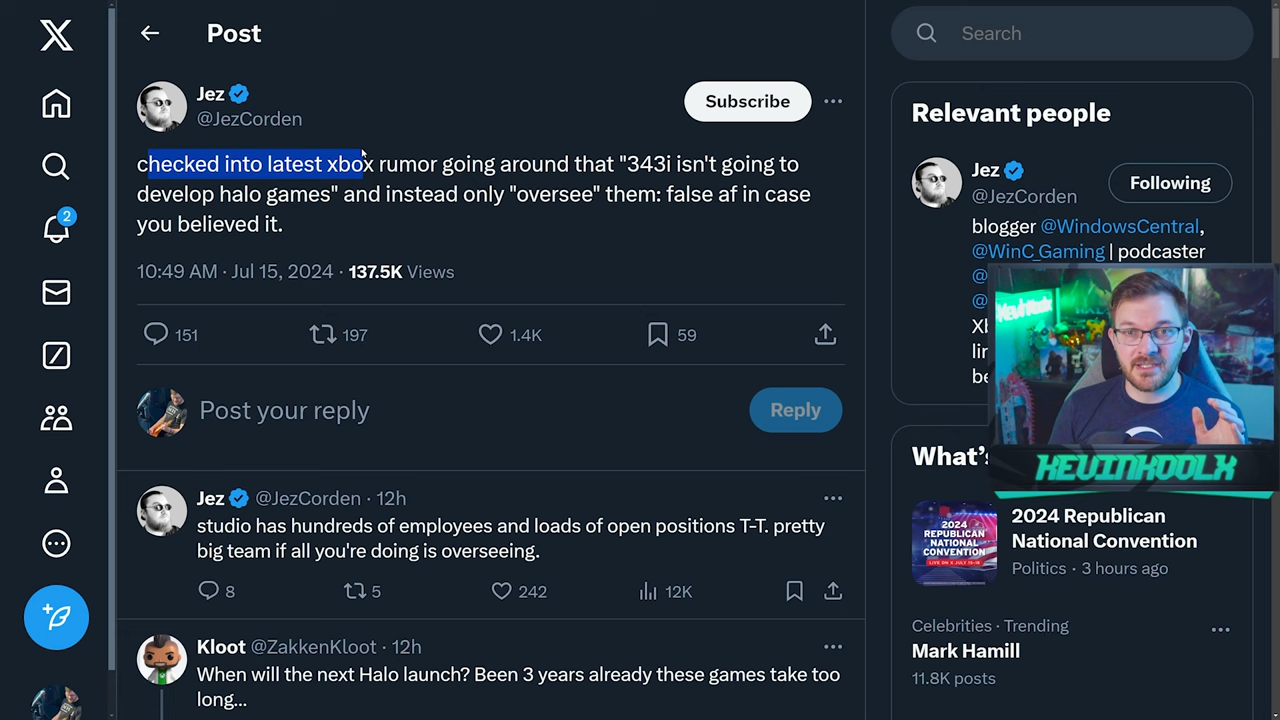 Post
Search
Jez
@JezCorden
Subscribe
checked into latest xbox rumor going around that "343i isn't going to
develop halo games" and instead only "oversee" them: false af in case
you believed it.
10:49 AM · Jul 15, 2024 · 137.5K Views
151
197
1.4K
59
Post your reply
Reply
Jez @JezCorden · 12h
studio has hundreds of employees and loads of open positions T-T. pretty
big team if all you're doing is overseeing.
8
5
242
12K
Kloot @ZakkenKloot · 12h
When will the next Halo launch? Been 3 years already these games take too
long...
2
Relevant people
Jez
@JezCorden
Following
blogger @WindowsCentral,
@WinC_Gaming | podcaster
KEVINKOOLX
2024 REPUBLICAN
NATIONAL
CONVENTION
2024 Republican
National Convention
Politics · 3 hours ago
Celebrities · Trending
Mark Hamill
11.8K posts